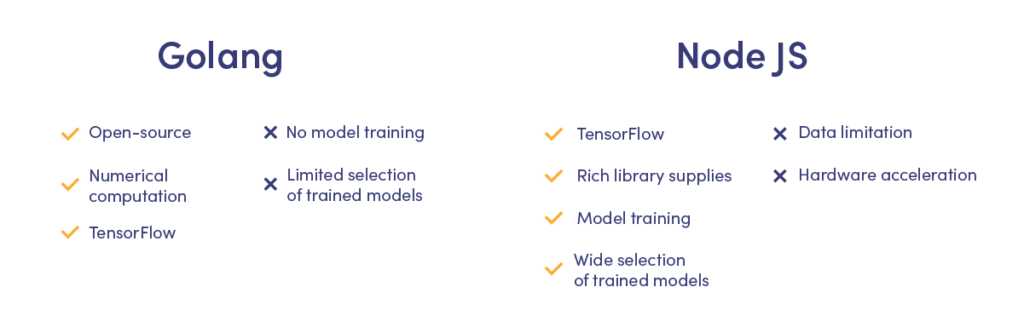 Golang
Open-source
Numerical
computation
TensorFlow
No model training
Limited selection
of trained models
Node JS
TensorFlow
Rich library supplies
Model training
Wide selection
of trained models
Data limitation
Hardware acceleration